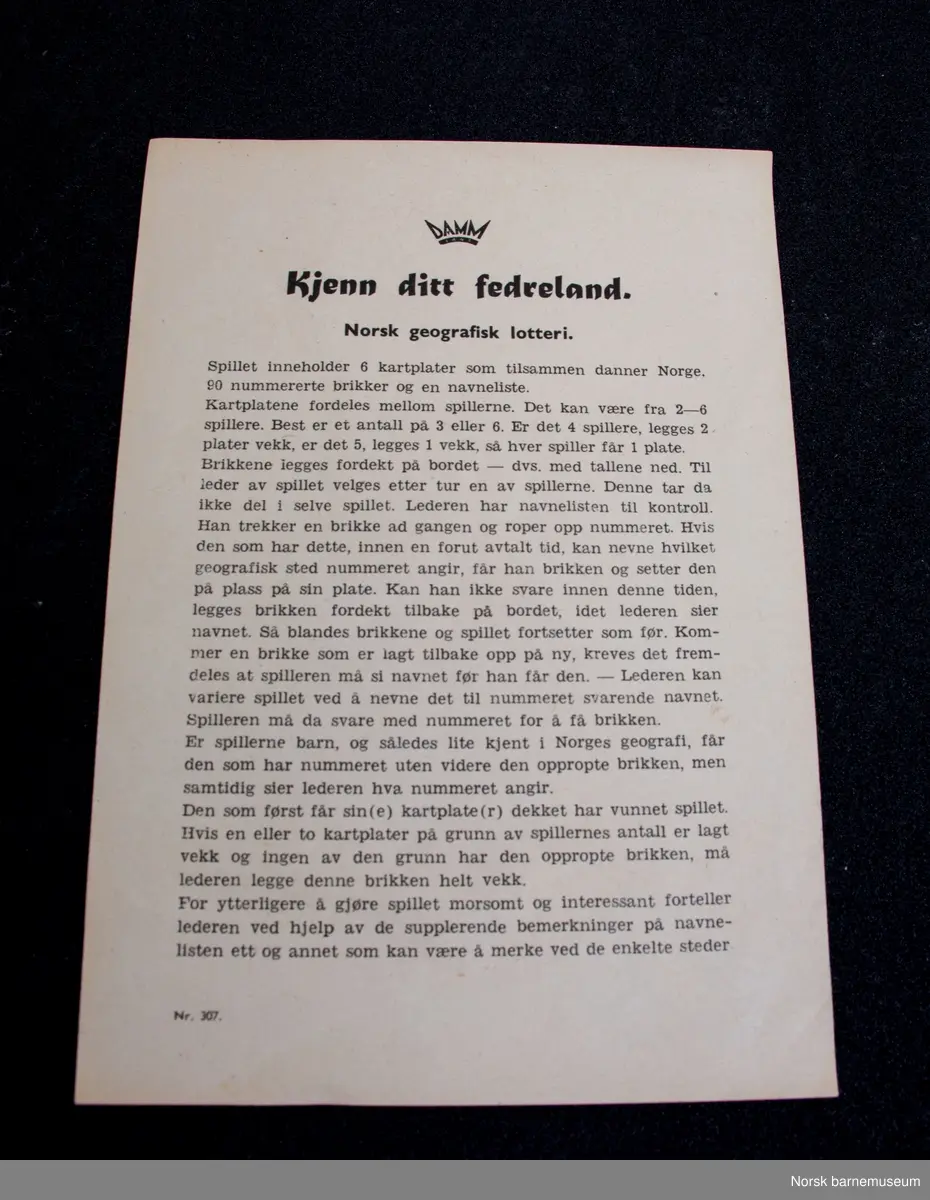 DAMM
Kjenn ditt fedreland.
Norsk geografisk lotteri.
Spillet inneholder 6 kartplater som tilsammen danner Norge.
90 nummererte brikker og en navneliste.
Kartplatene fordeles mellom spillerne. Det kan være fra 2—6
spillere. Best er et antall på 3 eller 6. Er det 4 spillere, legges 2
plater vekk, er det 5, legges 1 vekk, så hver spiller får 1 plate.
Brikkene legges fordekt på bordet — dvs. med tallene ned. Til
leder av spillet velges etter tur en av spillerne. Denne tar da
ikke del i selve spillet. Lederen har navnelisten til kontroll.
Han trekker en brikke ad gangen og roper opp nummeret. Hvis
den som har dette, innen en forut avtalt tid, kan nevne hvilket
geografisk sted nummeret angir, får han brikken og setter den
på plass på sin plate. Kan han ikke svare innen denne tiden,
legges brikken fordekt tilbake på bordet, idet lederen sier
navnet. Så blandes brikkene og spillet fortsetter som før. Kom-
mer en brikke som er lagt tilbake opp på ny, kreves det frem-
deles at spilleren må si navnet før han får den. — Lederen kan
variere spillet ved å nevne det til nummeret svarende navnet.
Spilleren må da svare med nummeret for å få brikken.
Er spillerne barn, og således lite kjent i Norges geografi, får
den som har nummeret uten videre den oppropte brikken, men
samtidig sier lederen hva nummeret angir.
Den som først får sin(e) kartplate(r) dekket har vunnet spillet.
Hvis en eller to kartplater på grunn av spillernes antall er lagt
vekk og ingen av den grunn har den oppropte brikken, må
lederen legge denne brikken helt vekk.
For ytterligere å gjøre spillet morsomt og interessant forteller
lederen ved hjelp av de supplerende bemerkninger på navne-
listen ett og annet som kan være å merke ved de enkelte steder
Nr. 307.
Norsk barnemuseum